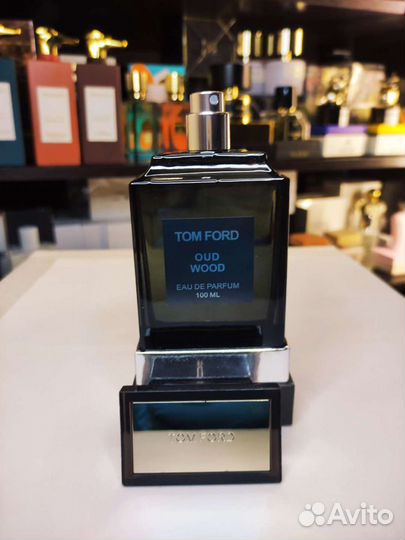 TOM FORD
OUD
WOOD
EAU DE PARFUM
100 ML
TOM FORD
Avito